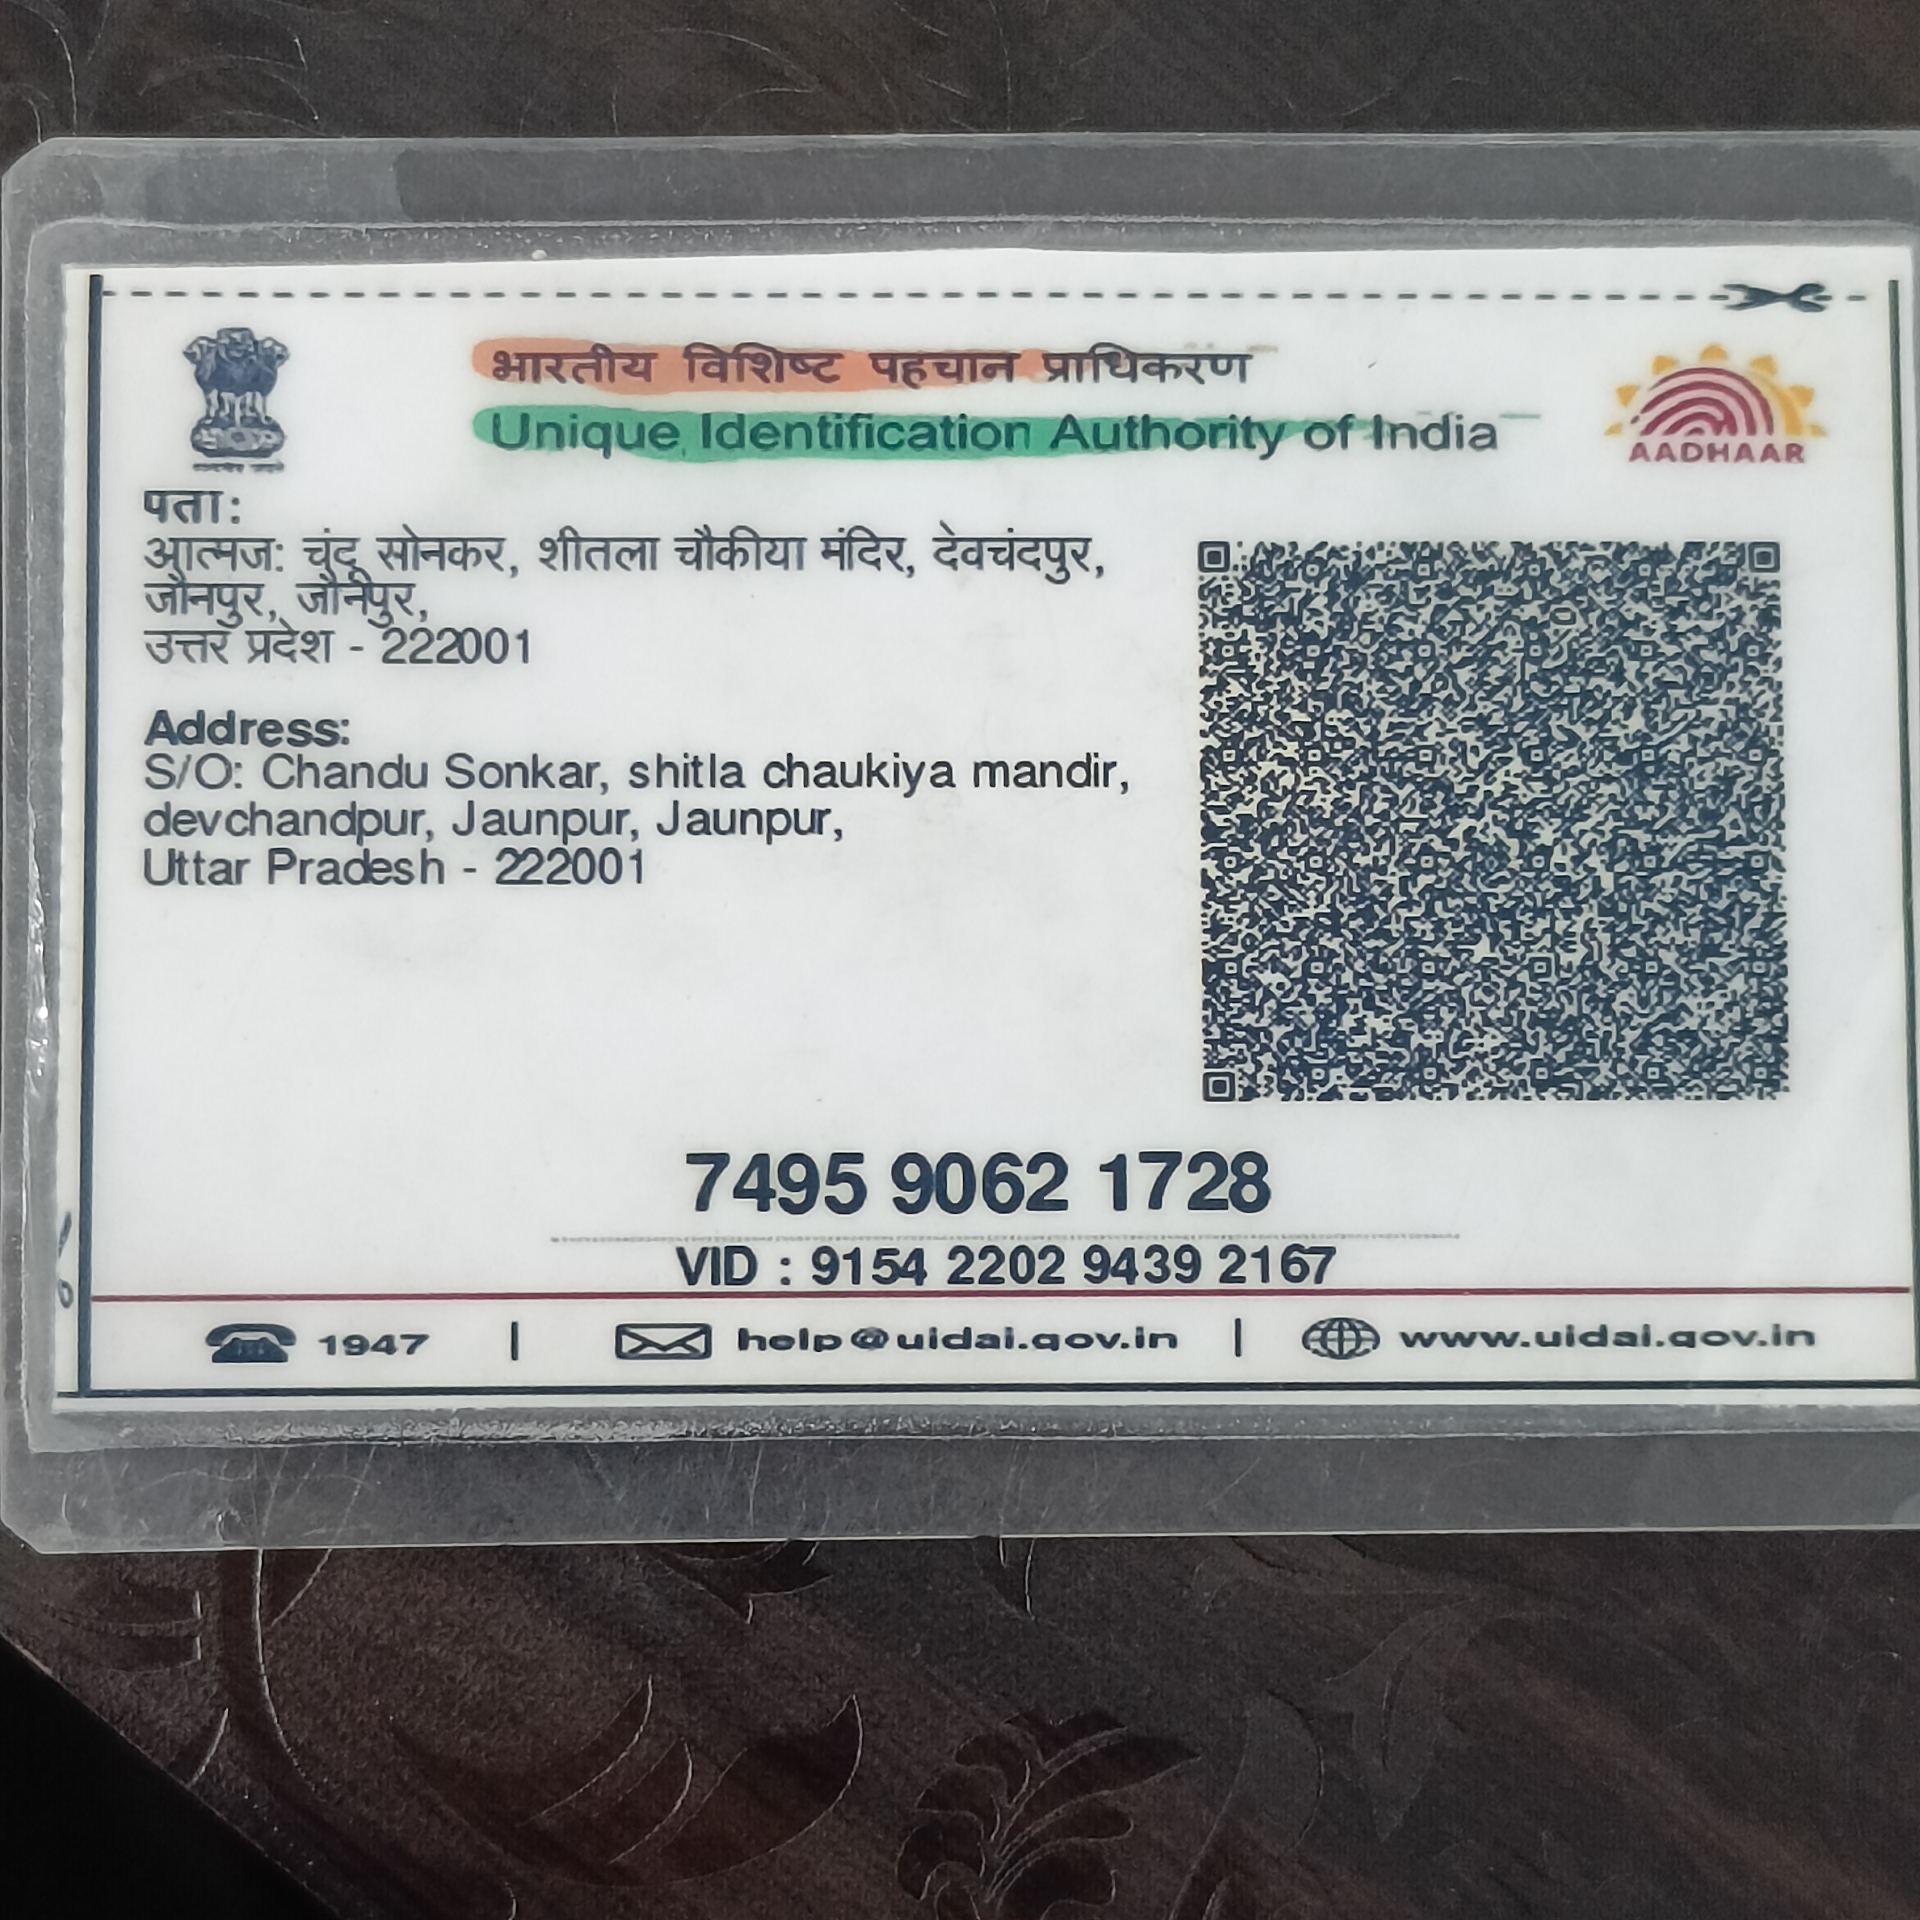 भारतीय विशिष्ट पहचान प्राधिकरण
Unique Identification Authority of India
AADHAAR
पता:
आत्मज: चंदू सोनकर, शीतला चौकीया मंदिर, देवचंदपुर,
जौनपुर, जौनपुर,
उत्तर प्रदेश - 222001
Address:
S/O: Chandu Sonkar, shitla chaukiya mandir,
devchandpur, Jaunpur, Jaunpur,
Uttar Pradesh - 222001
7495 9062 1728
VID : 9154 2202 9439 2167
1947 | help@uidai.gov.in | www.uidai.gov.in